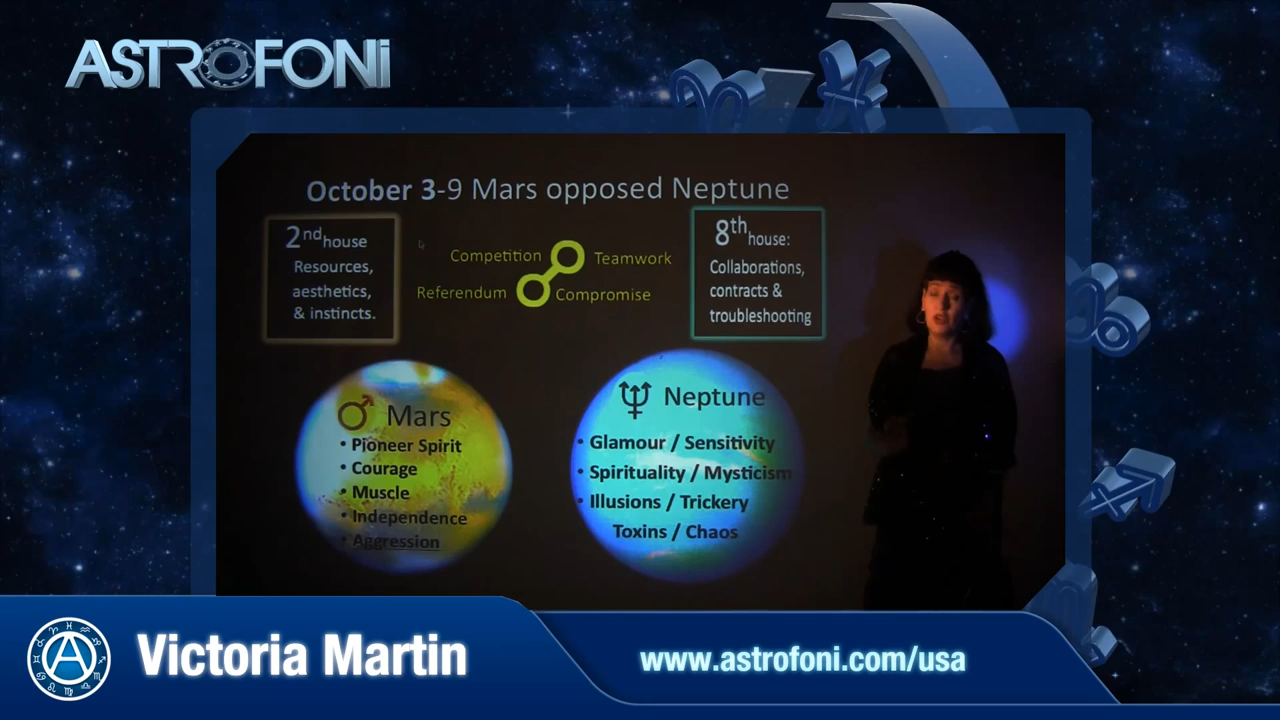 ASTROFONi
October 3-9 Mars opposed Neptune
2nd house
Resources,
aesthetics,
& instincts.
Competition Teamwork
Referendum Compromise
8th house:
Collaborations,
contracts &
troubleshooting
♂ Mars
• Pioneer Spirit
• Courage
• Muscle
• Independence
• Aggression
♆ Neptune
• Glamour / Sensitivity
• Spirituality / Mysticism
• Illusions / Trickery
Toxins / Chaos
Victoria Martin
www.astrofoni.com/usa